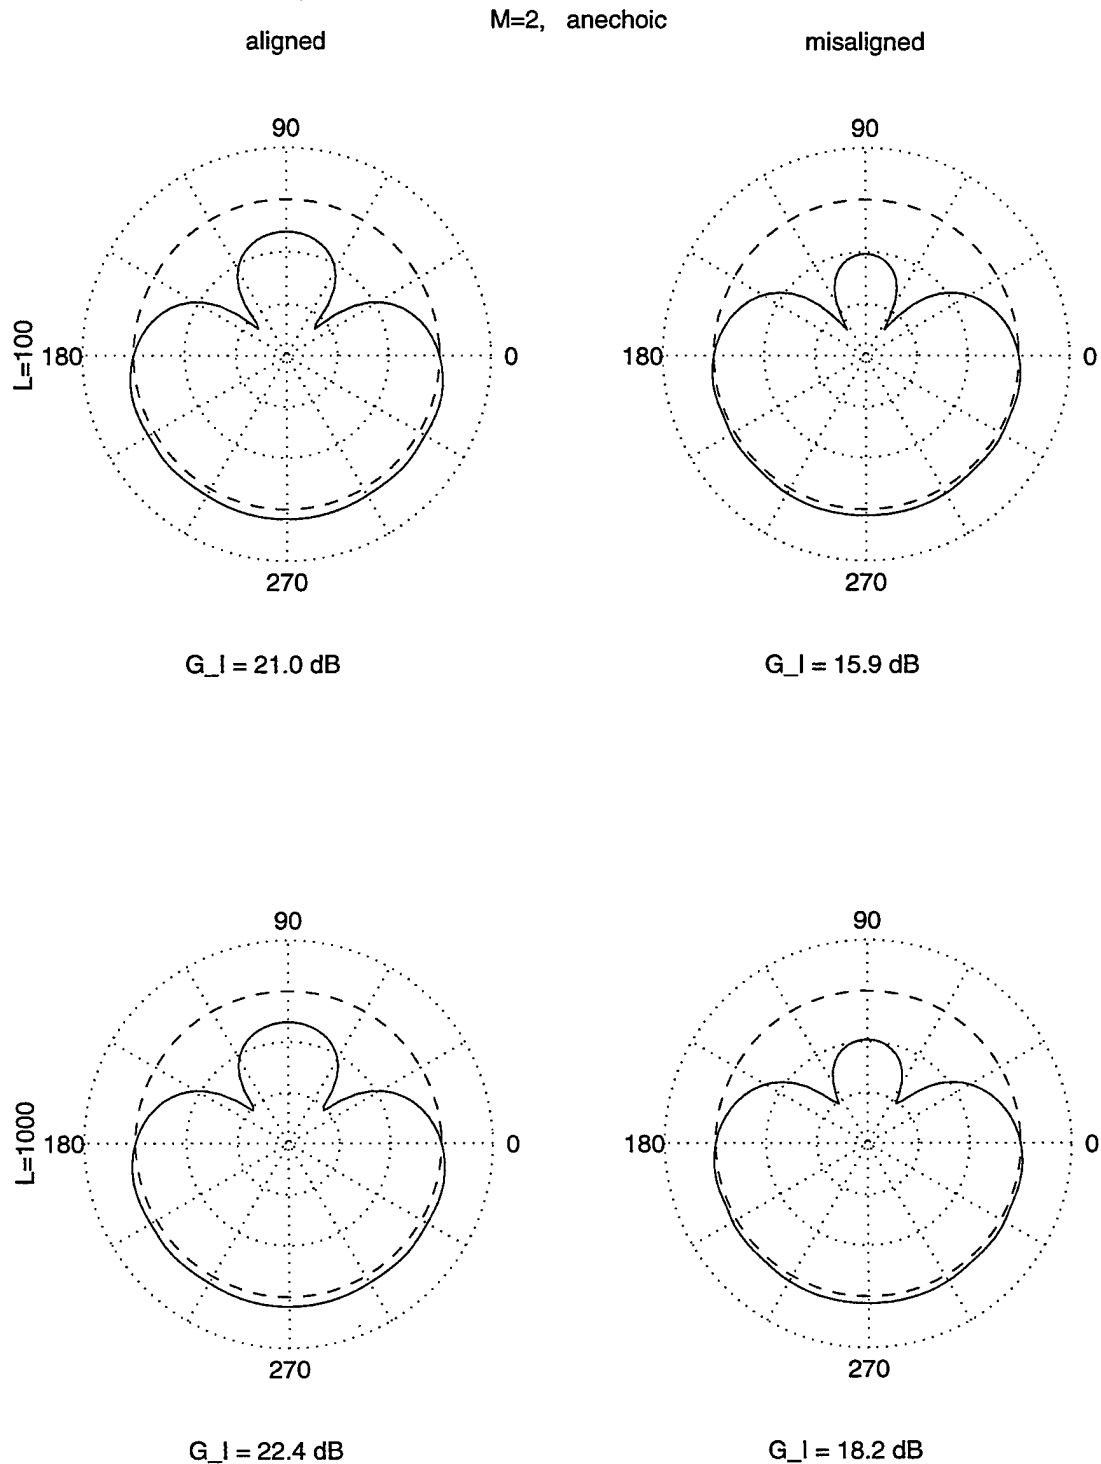 M=2, anechoic
aligned
misaligned
90
90
L=100
180
0
180
0
270
270
G_I = 21.0 dB
G_I = 15.9 dB
90
90
L=1000
180
0
180
0
270
270
G_I = 22.4 dB
G_I = 18.2 dB